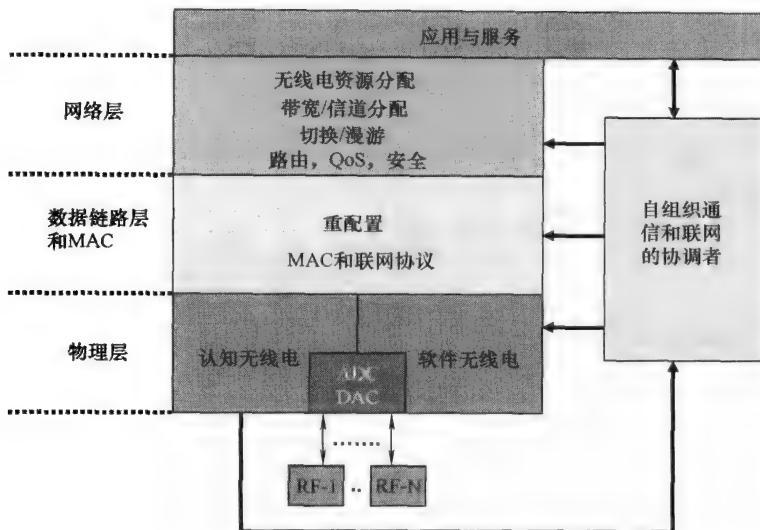 应用与服务
网络层
无线电资源分配
带宽/信道分配
切换/漫游
路由，QoS，安全
数据链路层
和MAC
重配置
MAC和联网协议
自组织通
信和联网
的协调者
物理层
认知无线电
软件无线电
ADC
DAC
.......
RF-1
..
RF-N